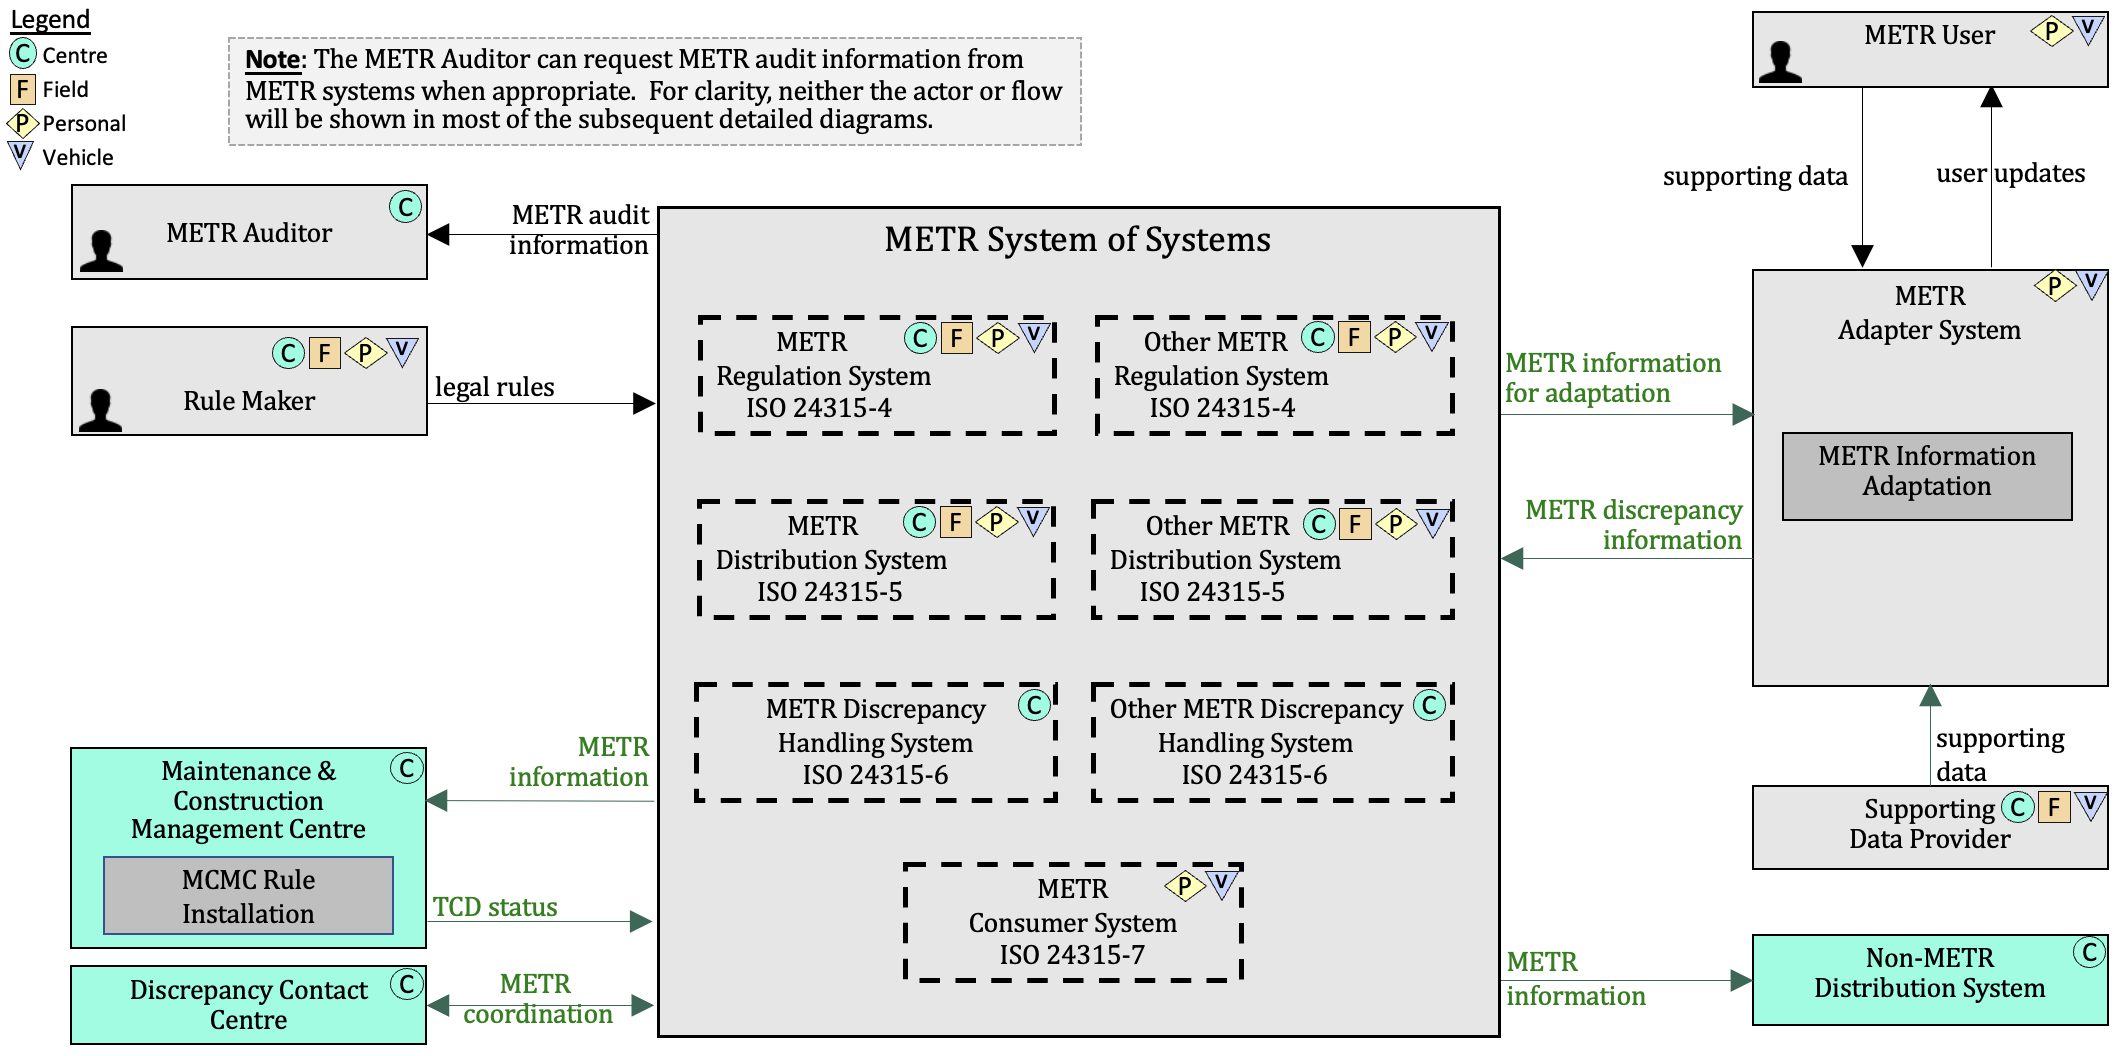 Legend
C Centre
F Field
P Personal
V Vehicle
Note: The METR Auditor can request METR audit information from
METR systems when appropriate. For clarity, neither the actor or flow
will be shown in most of the subsequent detailed diagrams.
METR User
P V
supporting data
user updates
METR Auditor
C
METR audit
information
Rule Maker
C F P V
legal rules
METR System of Systems
METR
Regulation System
ISO 24315-4
C F P V
Other METR
Regulation System
ISO 24315-4
C F P V
METR
Distribution System
ISO 24315-5
C F P V
Other METR
Distribution System
ISO 24315-5
C F P V
METR Discrepancy
Handling System
ISO 24315-6
C
Other METR Discrepancy
Handling System
ISO 24315-6
C
METR
Consumer System
ISO 24315-7
P V
METR information
for adaptation
METR discrepancy
information
METR
Adapter System
P V
METR Information
Adaptation
supporting
data
Supporting
Data Provider
C F V
METR
information
Maintenance &
Construction
Management Centre
C
MCMC Rule
Installation
TCD status
Discrepancy Contact
Centre
C
METR
coordination
METR
information
Non-METR
Distribution System
C